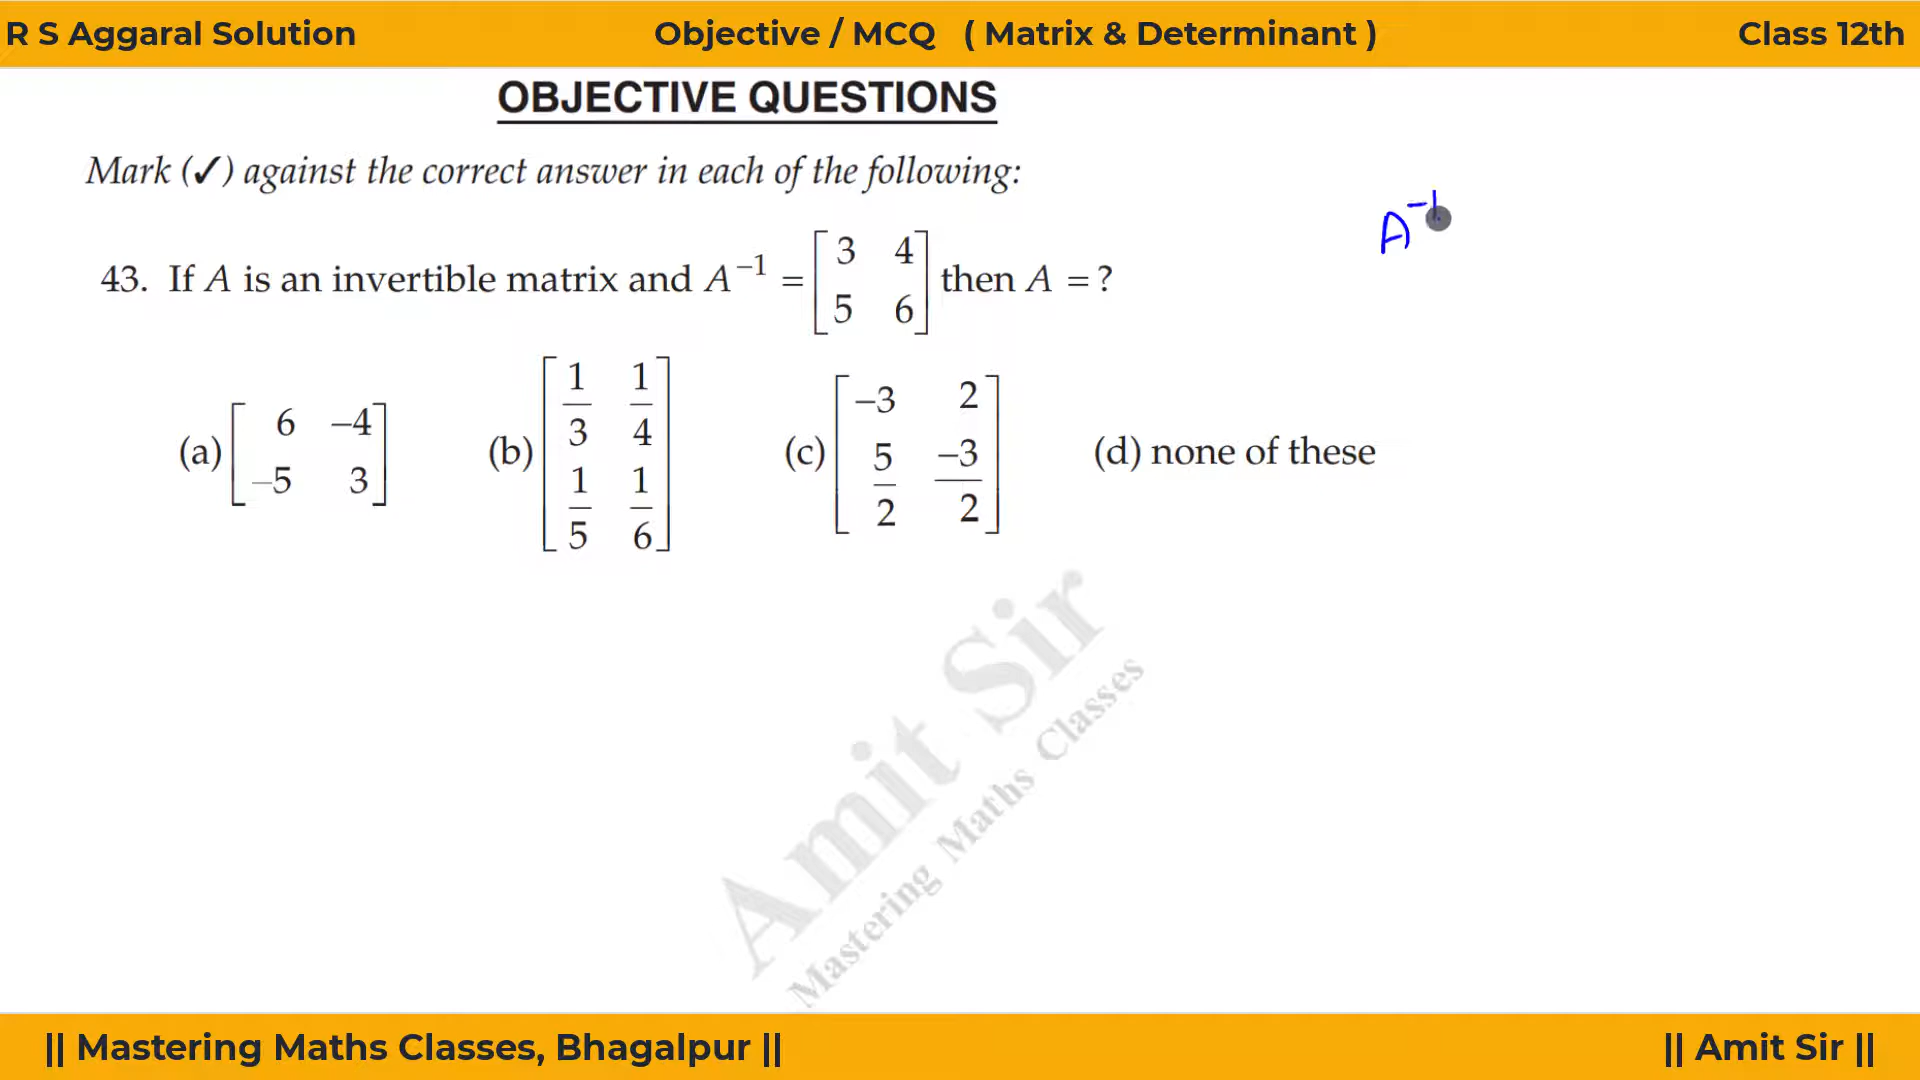 R S Aggaral Solution Objective / MCQ ( Matrix & Determinant ) Class 12th
OBJECTIVE QUESTIONS
Mark (✓) against the correct answer in each of the following:
A⁻¹
43. If A is an invertible matrix and A⁻¹ = [3 4; 5 6] then A = ?
(a) [6 −4; −5 3] (b) [1/3 1/4; 1/5 1/6] (c) [−3 2; 5/2 −3/2] (d) none of these
Amit Sir
Mastering Maths Classes
|| Mastering Maths Classes, Bhagalpur || || Amit Sir ||